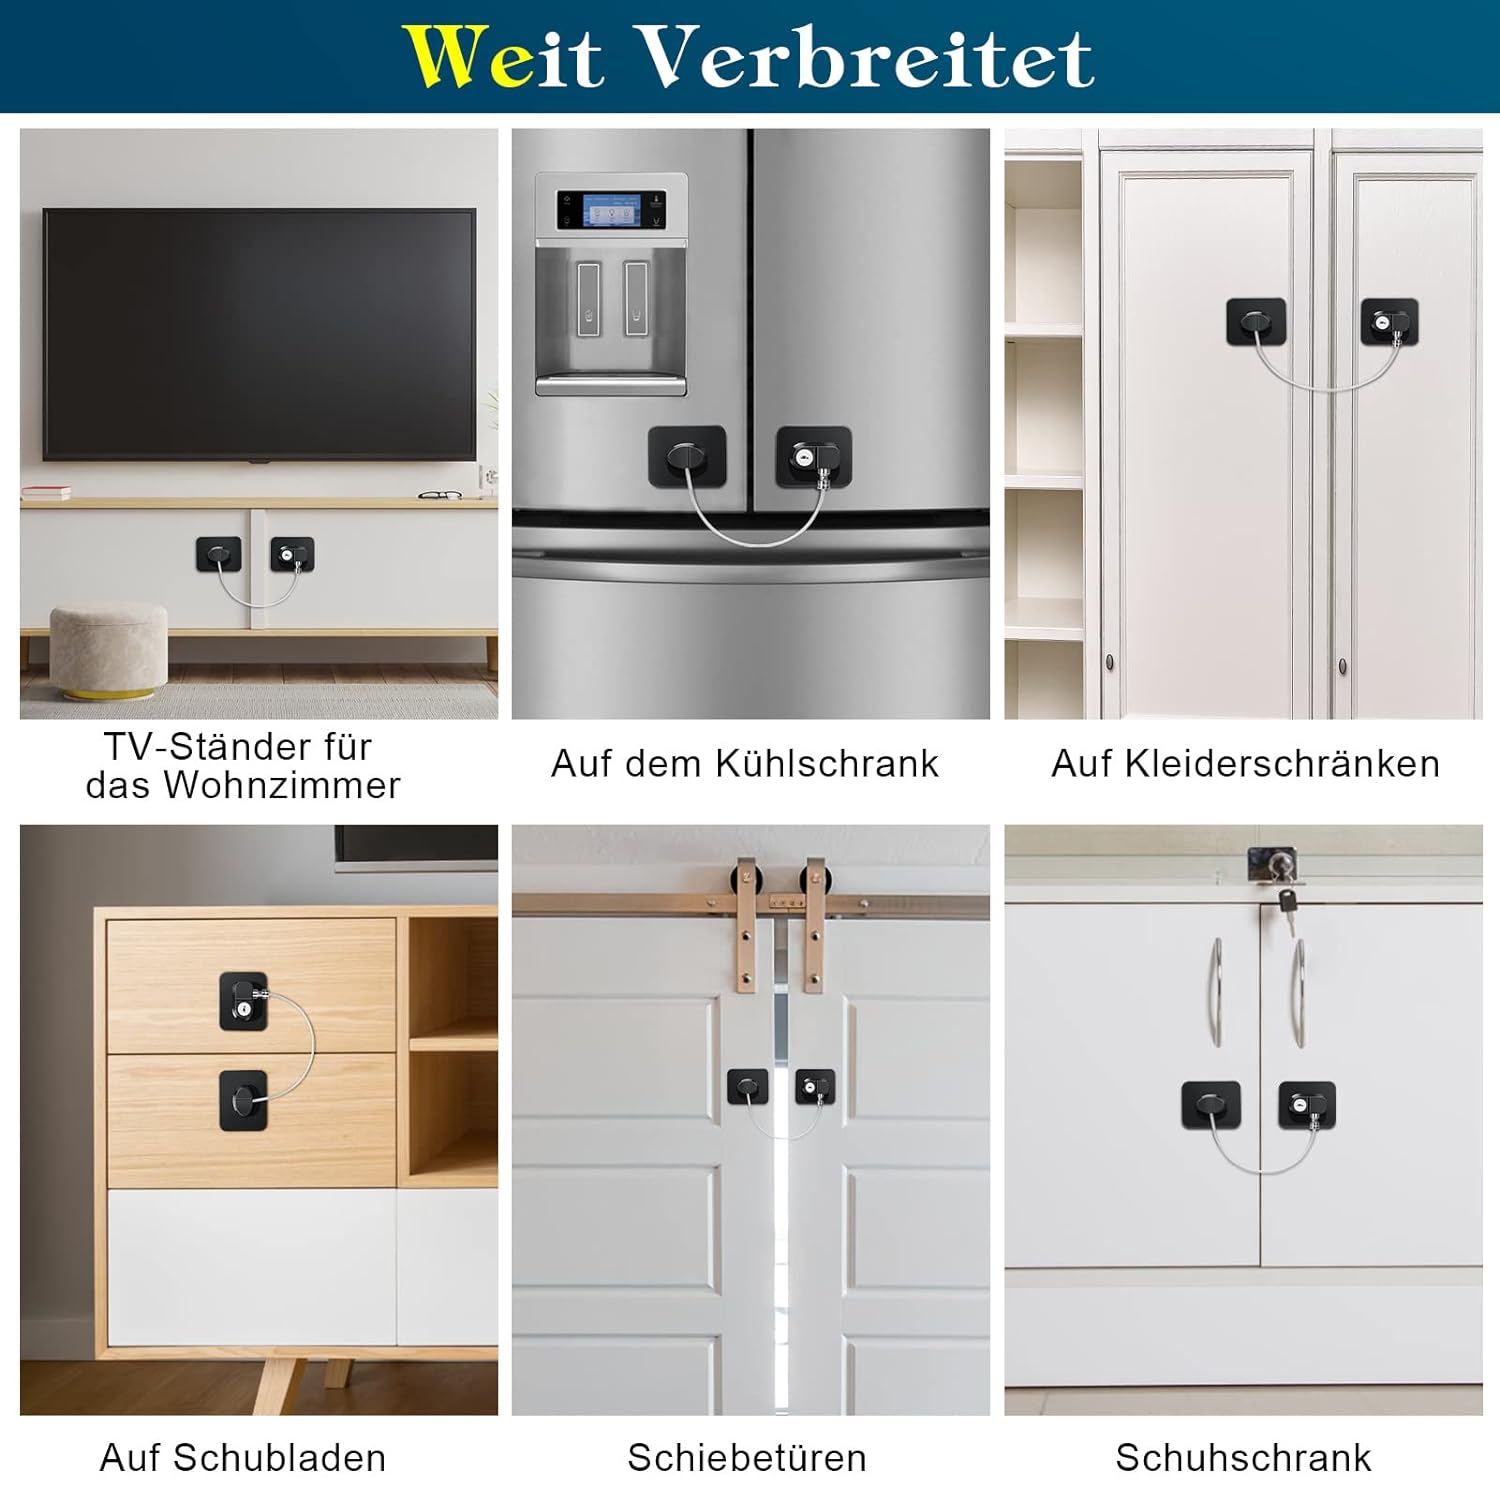 Weit Verbreitet
TV-Ständer für
das Wohnzimmer
Auf dem Kühlschrank
Auf Kleiderschränken
Auf Schubladen
Schiebetüren
Schuhschrank